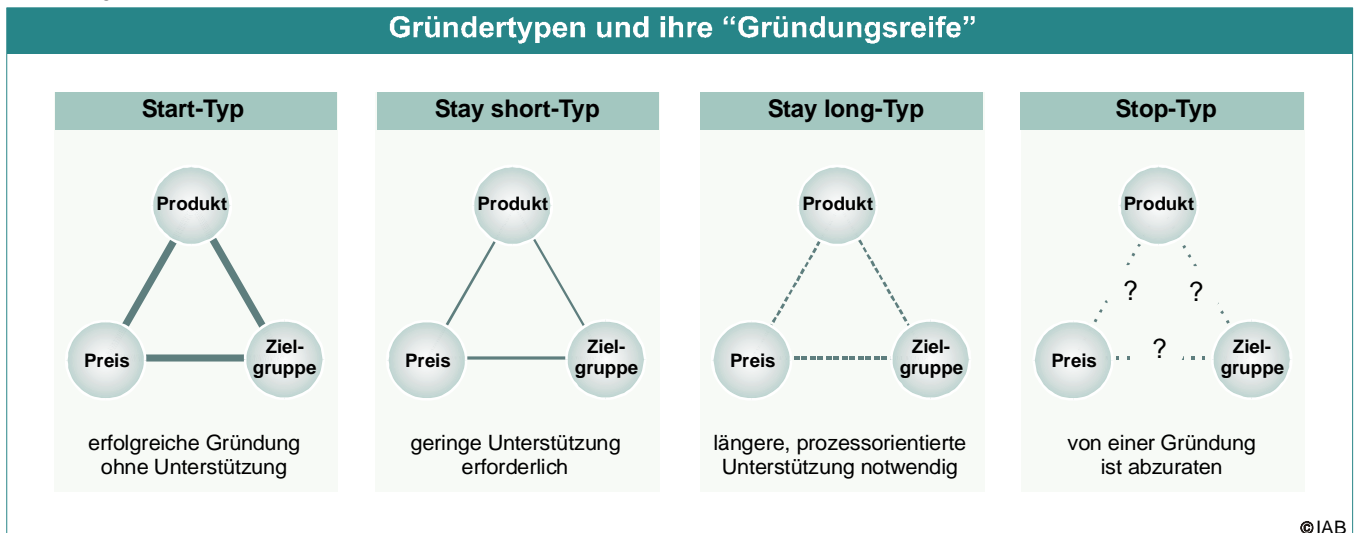 Gründertypen und ihre “Gründungsreife”
Start-Typ
Produkt
Preis
Ziel-
gruppe
erfolgreiche Gründung
ohne Unterstützung
Stay short-Typ
Produkt
Preis
Ziel-
gruppe
geringe Unterstützung
erforderlich
Stay long-Typ
Produkt
Preis
Ziel-
gruppe
längere, prozessorientierte
Unterstützung notwendig
Stop-Typ
Produkt
? ?
Preis
?
Ziel-
gruppe
von einer Gründung
ist abzuraten
©IAB